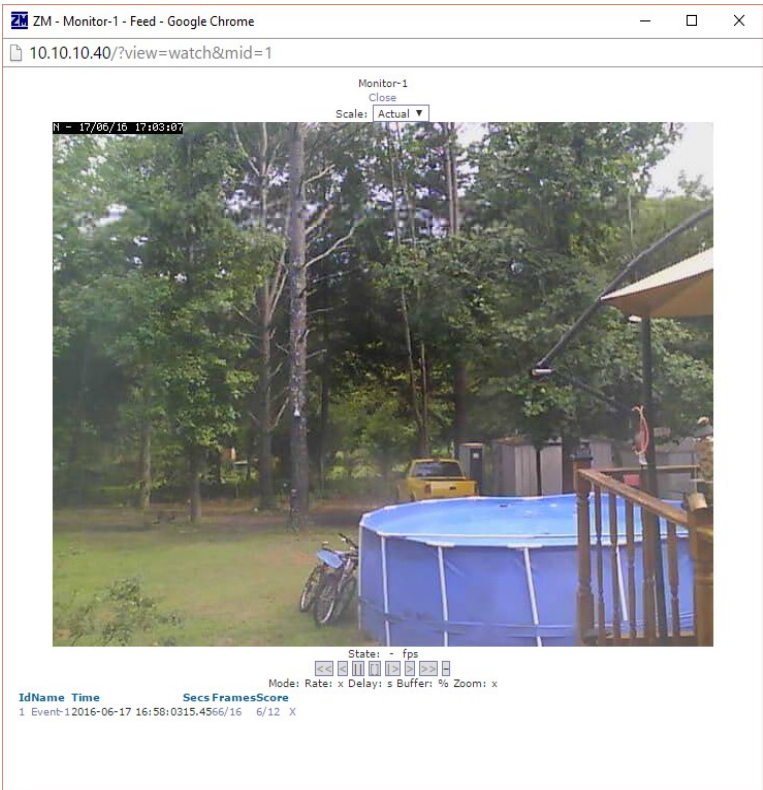 ZM - Monitor-1 - Feed - Google Chrome
10.10.10.40/?view=watch&mid=1
Monitor-1
Close
Scale: Actual
N - 17/06/16 17:03:07
State: - fps
<< < || [] |> > >> -
Mode: Rate: x Delay: s Buffer: % Zoom: x
IdName Time Secs FramesScore
1 Event-12016-06-17 16:58:0315.4566/16 6/12 X